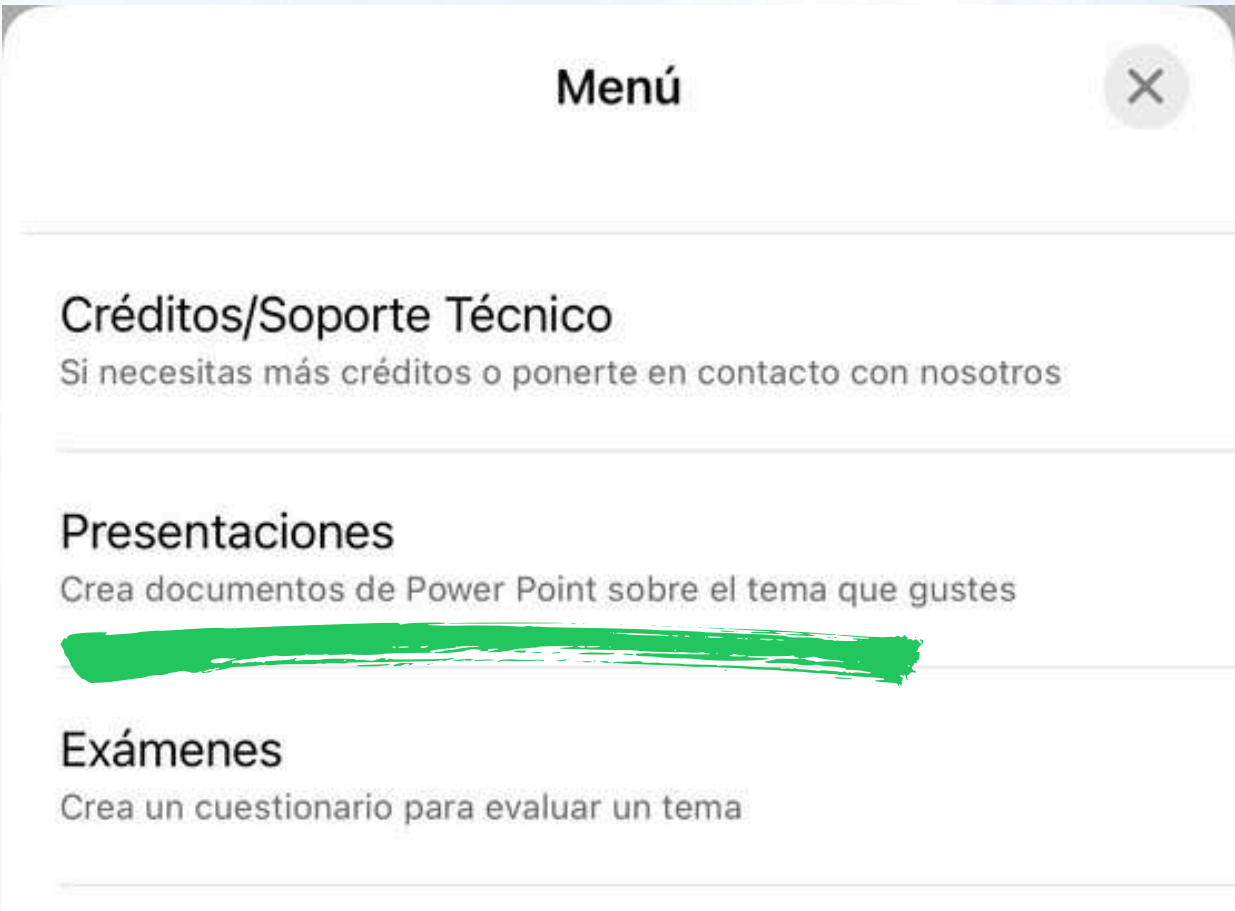 Menú
Créditos/Soporte Técnico
Si necesitas más créditos o ponerte en contacto con nosotros
Presentaciones
Crea documentos de Power Point sobre el tema que gustes
Exámenes
Crea un cuestionario para evaluar un tema